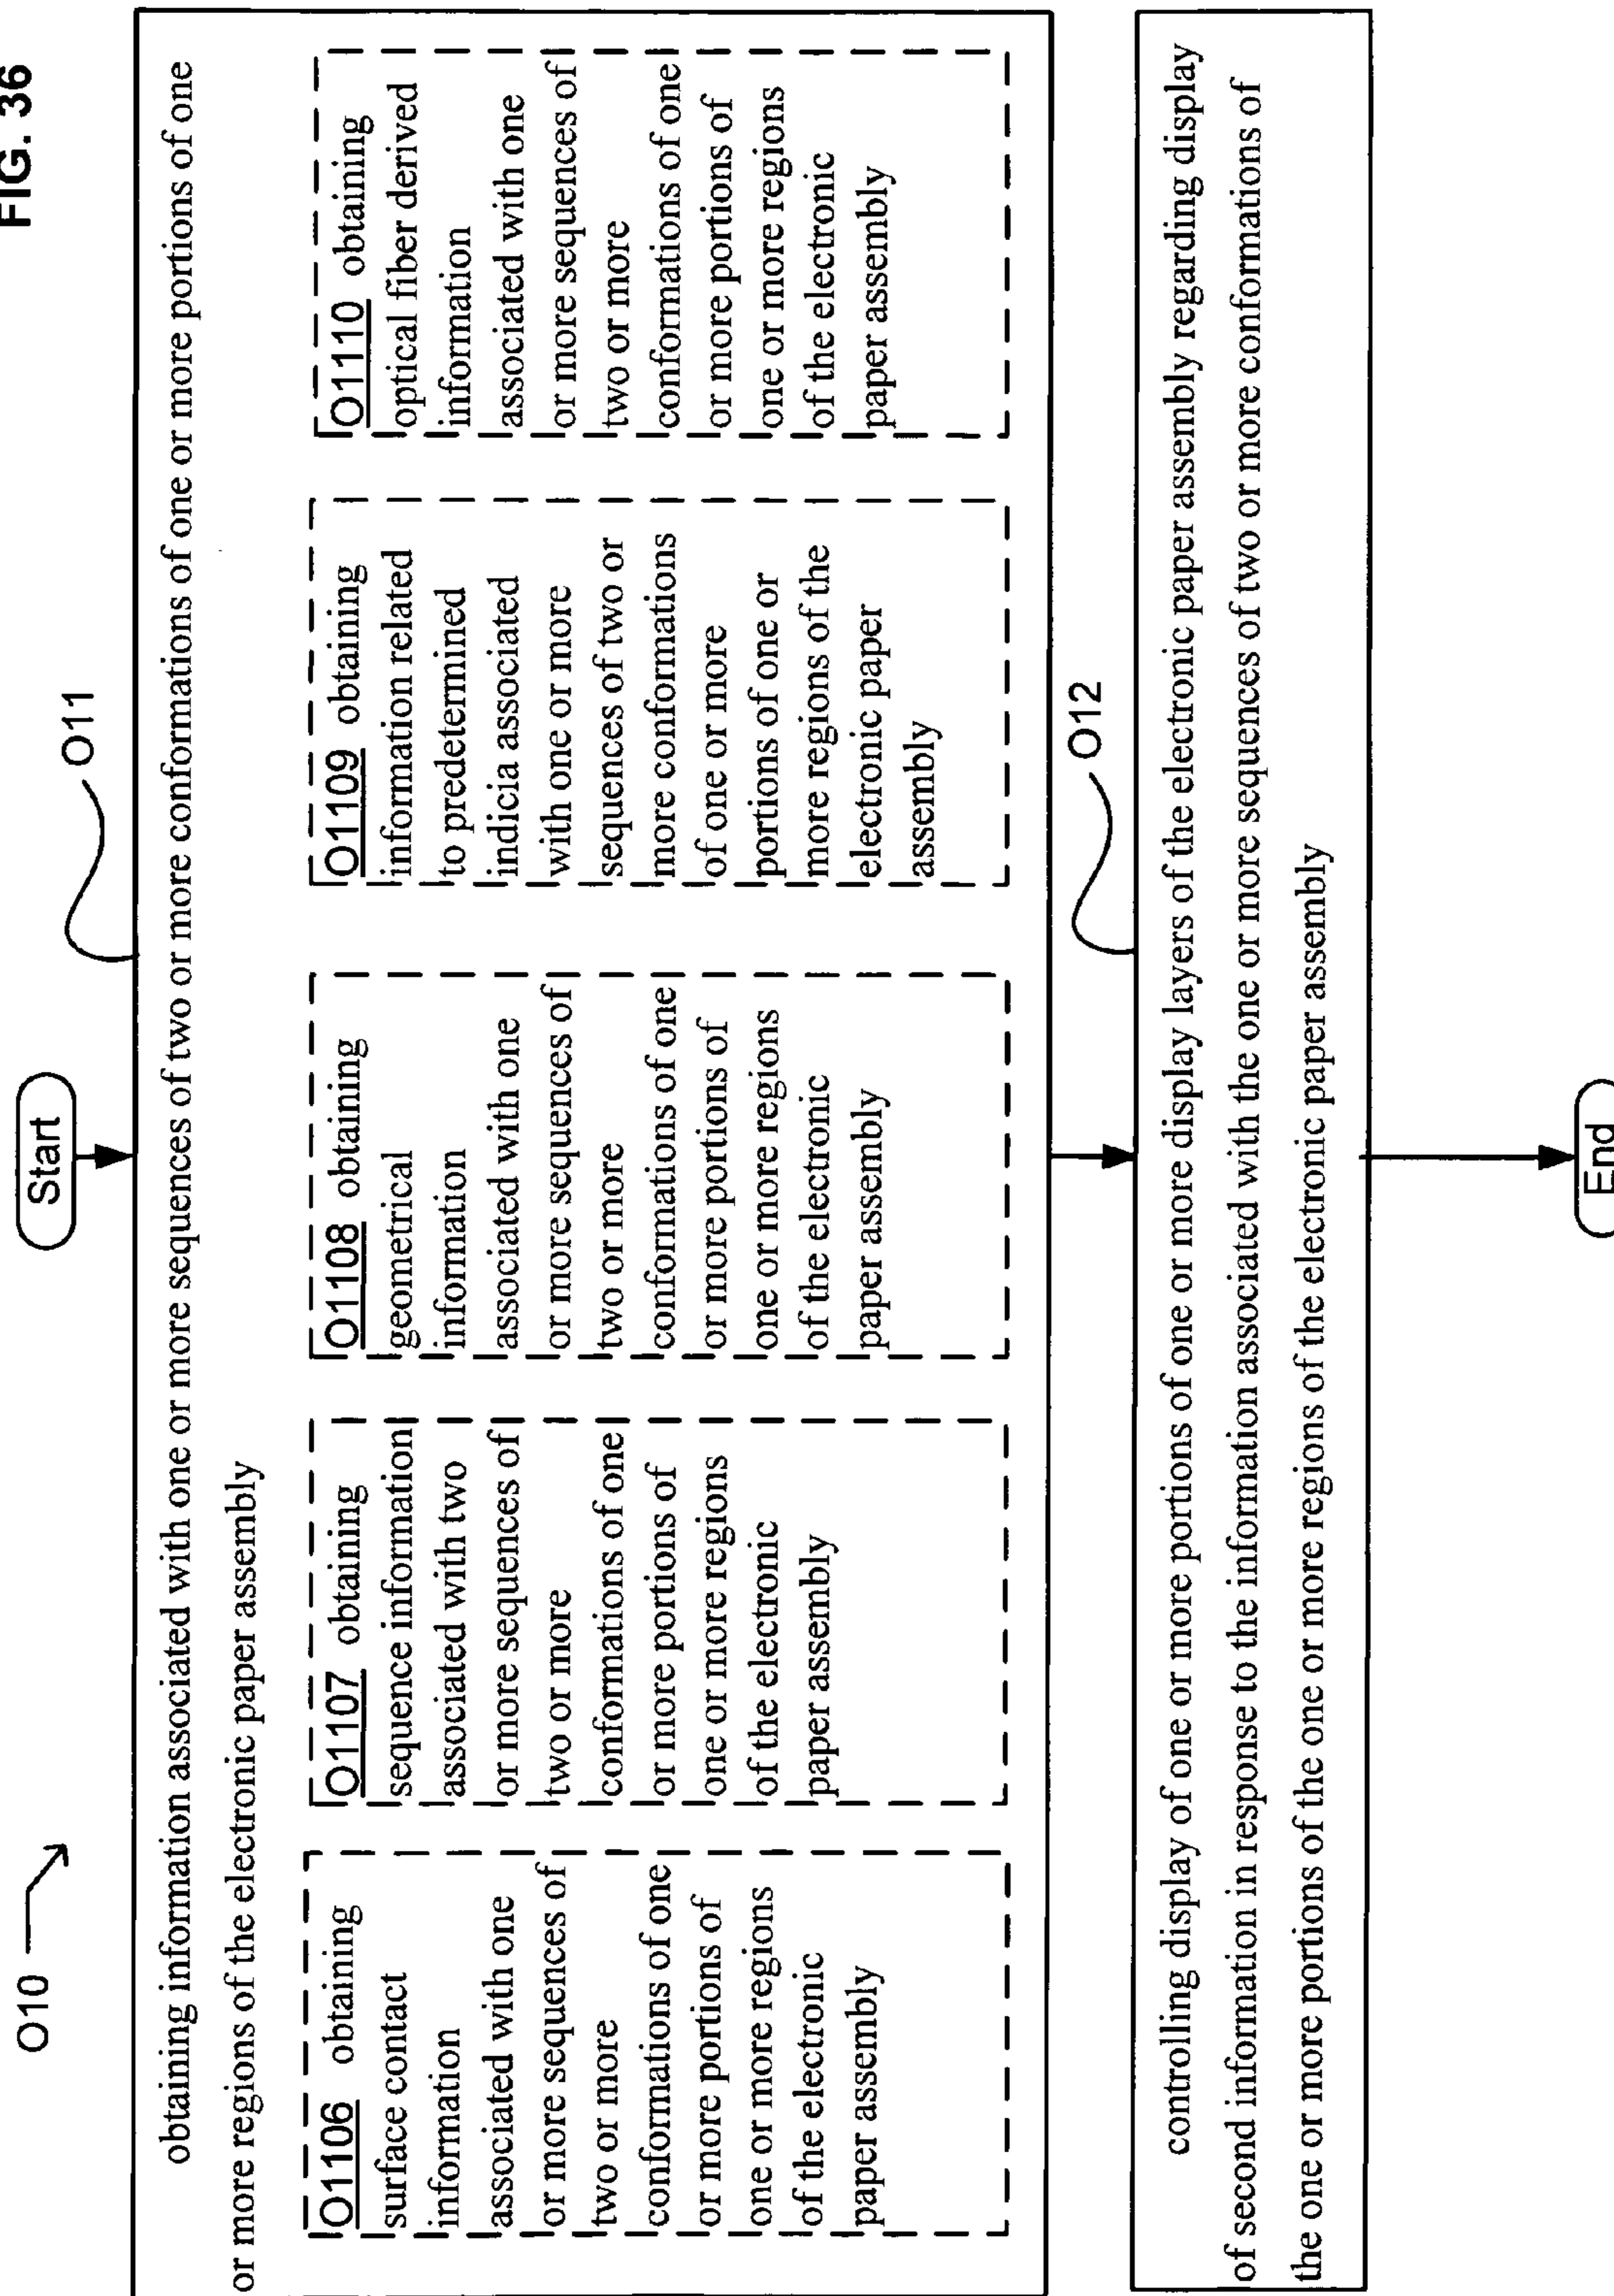 FIG. 36
O10
Start
O11
obtaining information associated with one or more sequences of two or more conformations of one or more portions of one
or more regions of the electronic paper assembly
O1106 obtaining
surface contact
information
associated with one
or more sequences of
two or more
conformations of one
or more portions of
one or more regions
of the electronic
paper assembly
O1107 obtaining
sequence information
associated with two
or more sequences of
two or more
conformations of one
or more portions of
one or more regions
of the electronic
paper assembly
O1108 obtaining
geometrical
information
associated with one
or more sequences of
two or more
conformations of one
or more portions of
one or more regions
of the electronic
paper assembly
O1109 obtaining
information related
to predetermined
indicia associated
with one or more
sequences of two or
more conformations
of one or more
portions of one or
more regions of the
electronic paper
assembly
O1110 obtaining
optical fiber derived
information
associated with one
or more sequences of
two or more
conformations of one
or more portions of
one or more regions
of the electronic
paper assembly
O12
controlling display of one or more portions of one or more display layers of the electronic paper assembly regarding display
of second information in response to the information associated with the one or more sequences of two or more conformations of
the one or more portions of the one or more regions of the electronic paper assembly
End